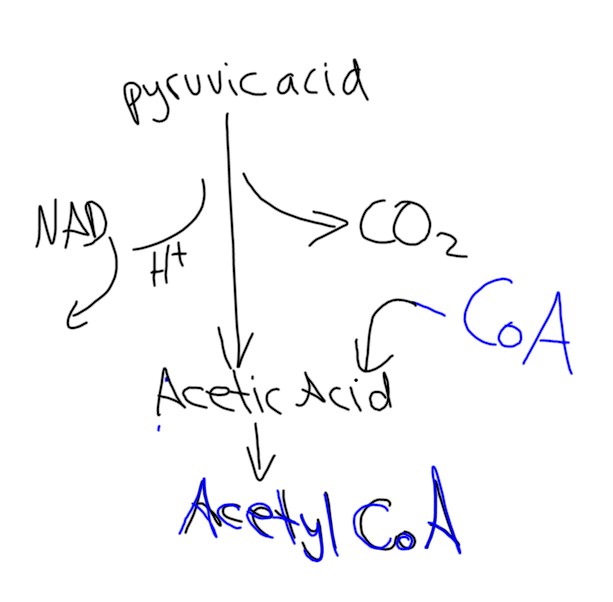 pyruvic acid
NAD
H+
CO2
CoA
Acetic Acid
Acetyl CoA